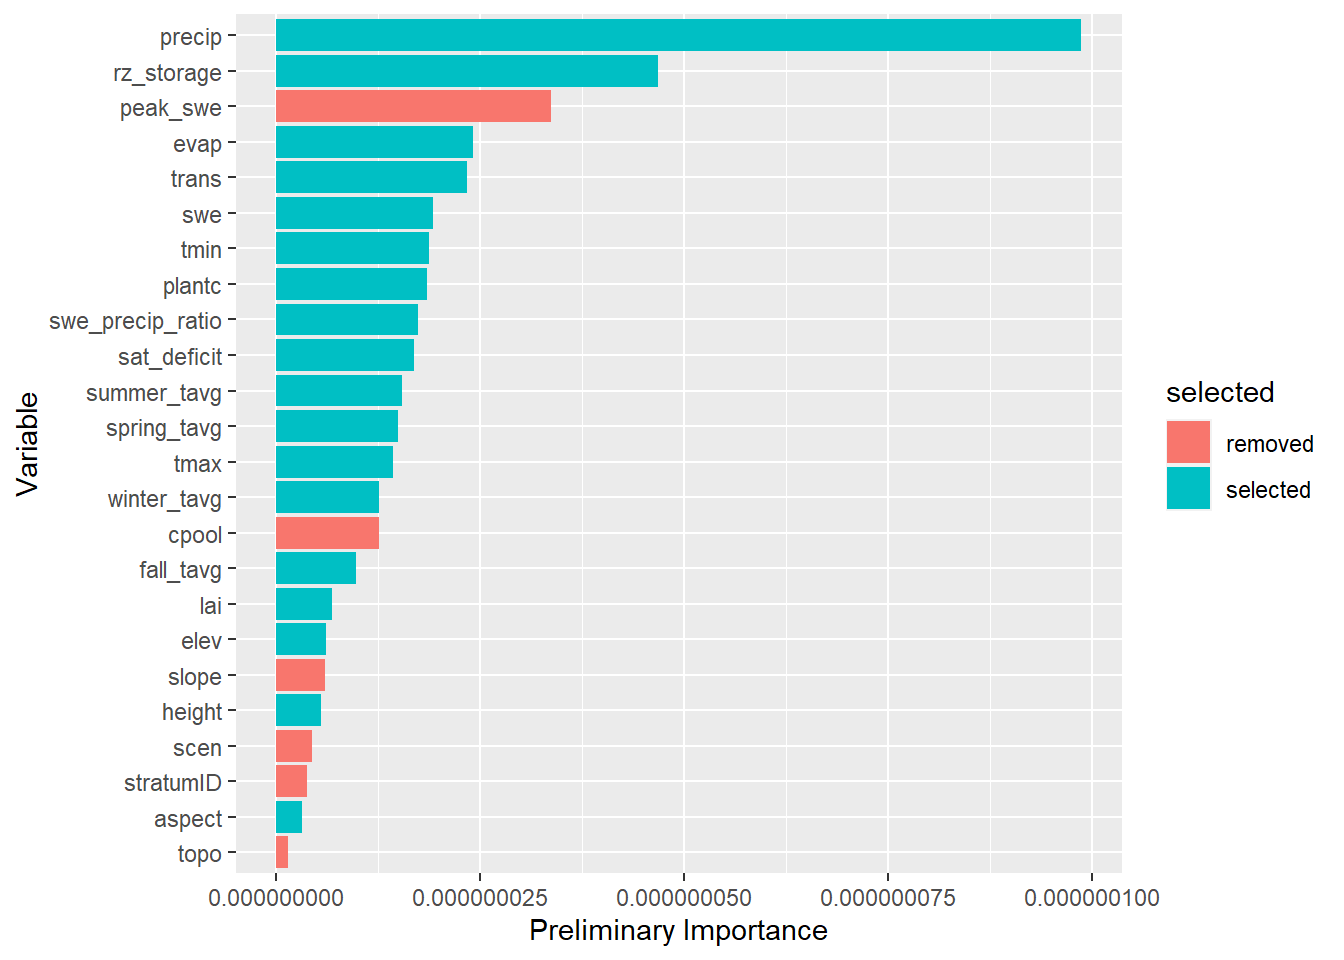 precip
rz_storage
peak_swe
evap
trans
swe
tmin
plantc
swe_precip_ratio
sat_deficit
summer_tavg
spring_tavg
tmax
winter_tavg
cpool
fall_tavg
lai
elev
slope
height
scen
stratumID
aspect
topo
Variable
0.000000000 0.000000025 0.000000050 0.000000075 0.000000100
Preliminary Importance
selected
removed
selected